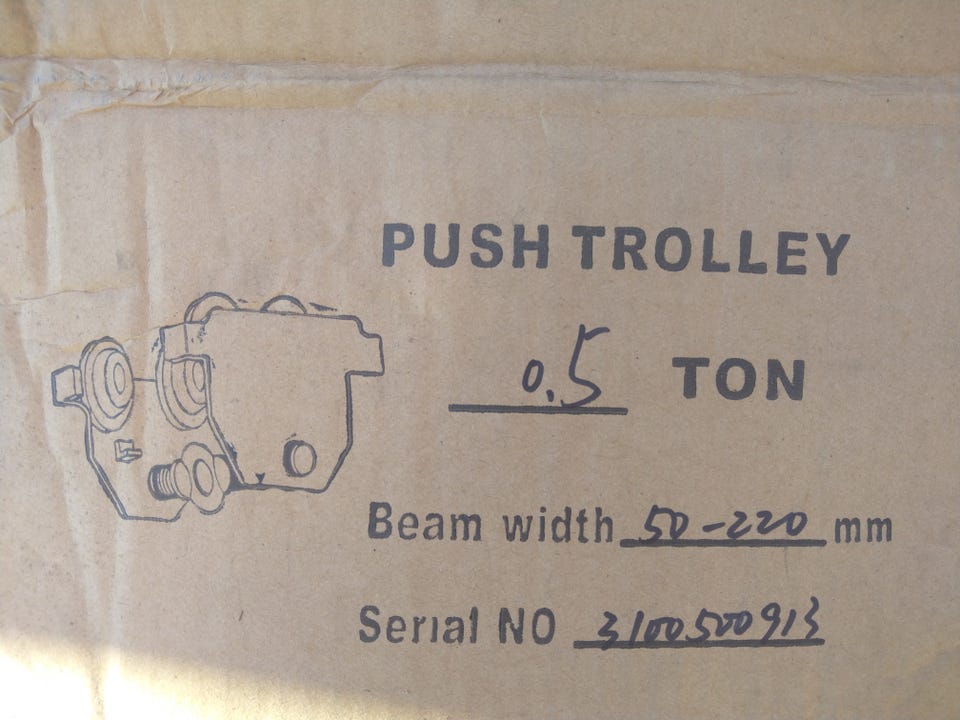 PUSH TROLLEY
0.5 TON
Beam width 50-220 mm
Serial NO 3100500913